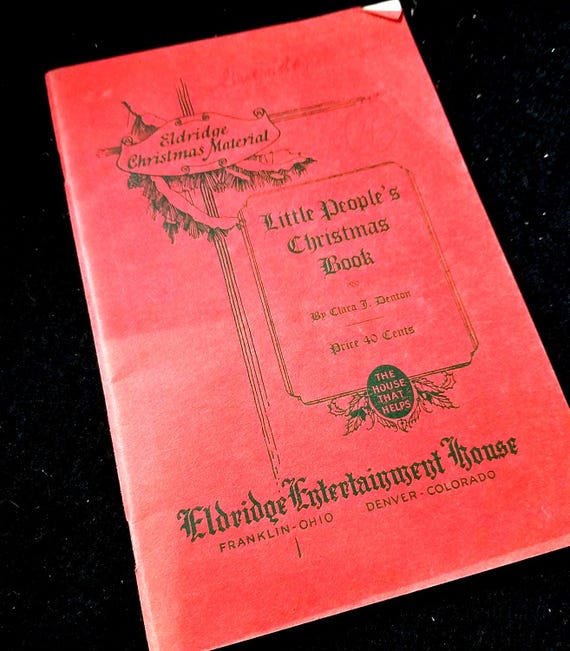 Eldridge
Christmas Material
Little People's
Christmas
Book
By Clara J. Denton
Price 40 Cents
THE
HOUSE
THAT
HELPS
Eldridge Entertainment House
FRANKLIN-OHIO DENVER-COLORADO